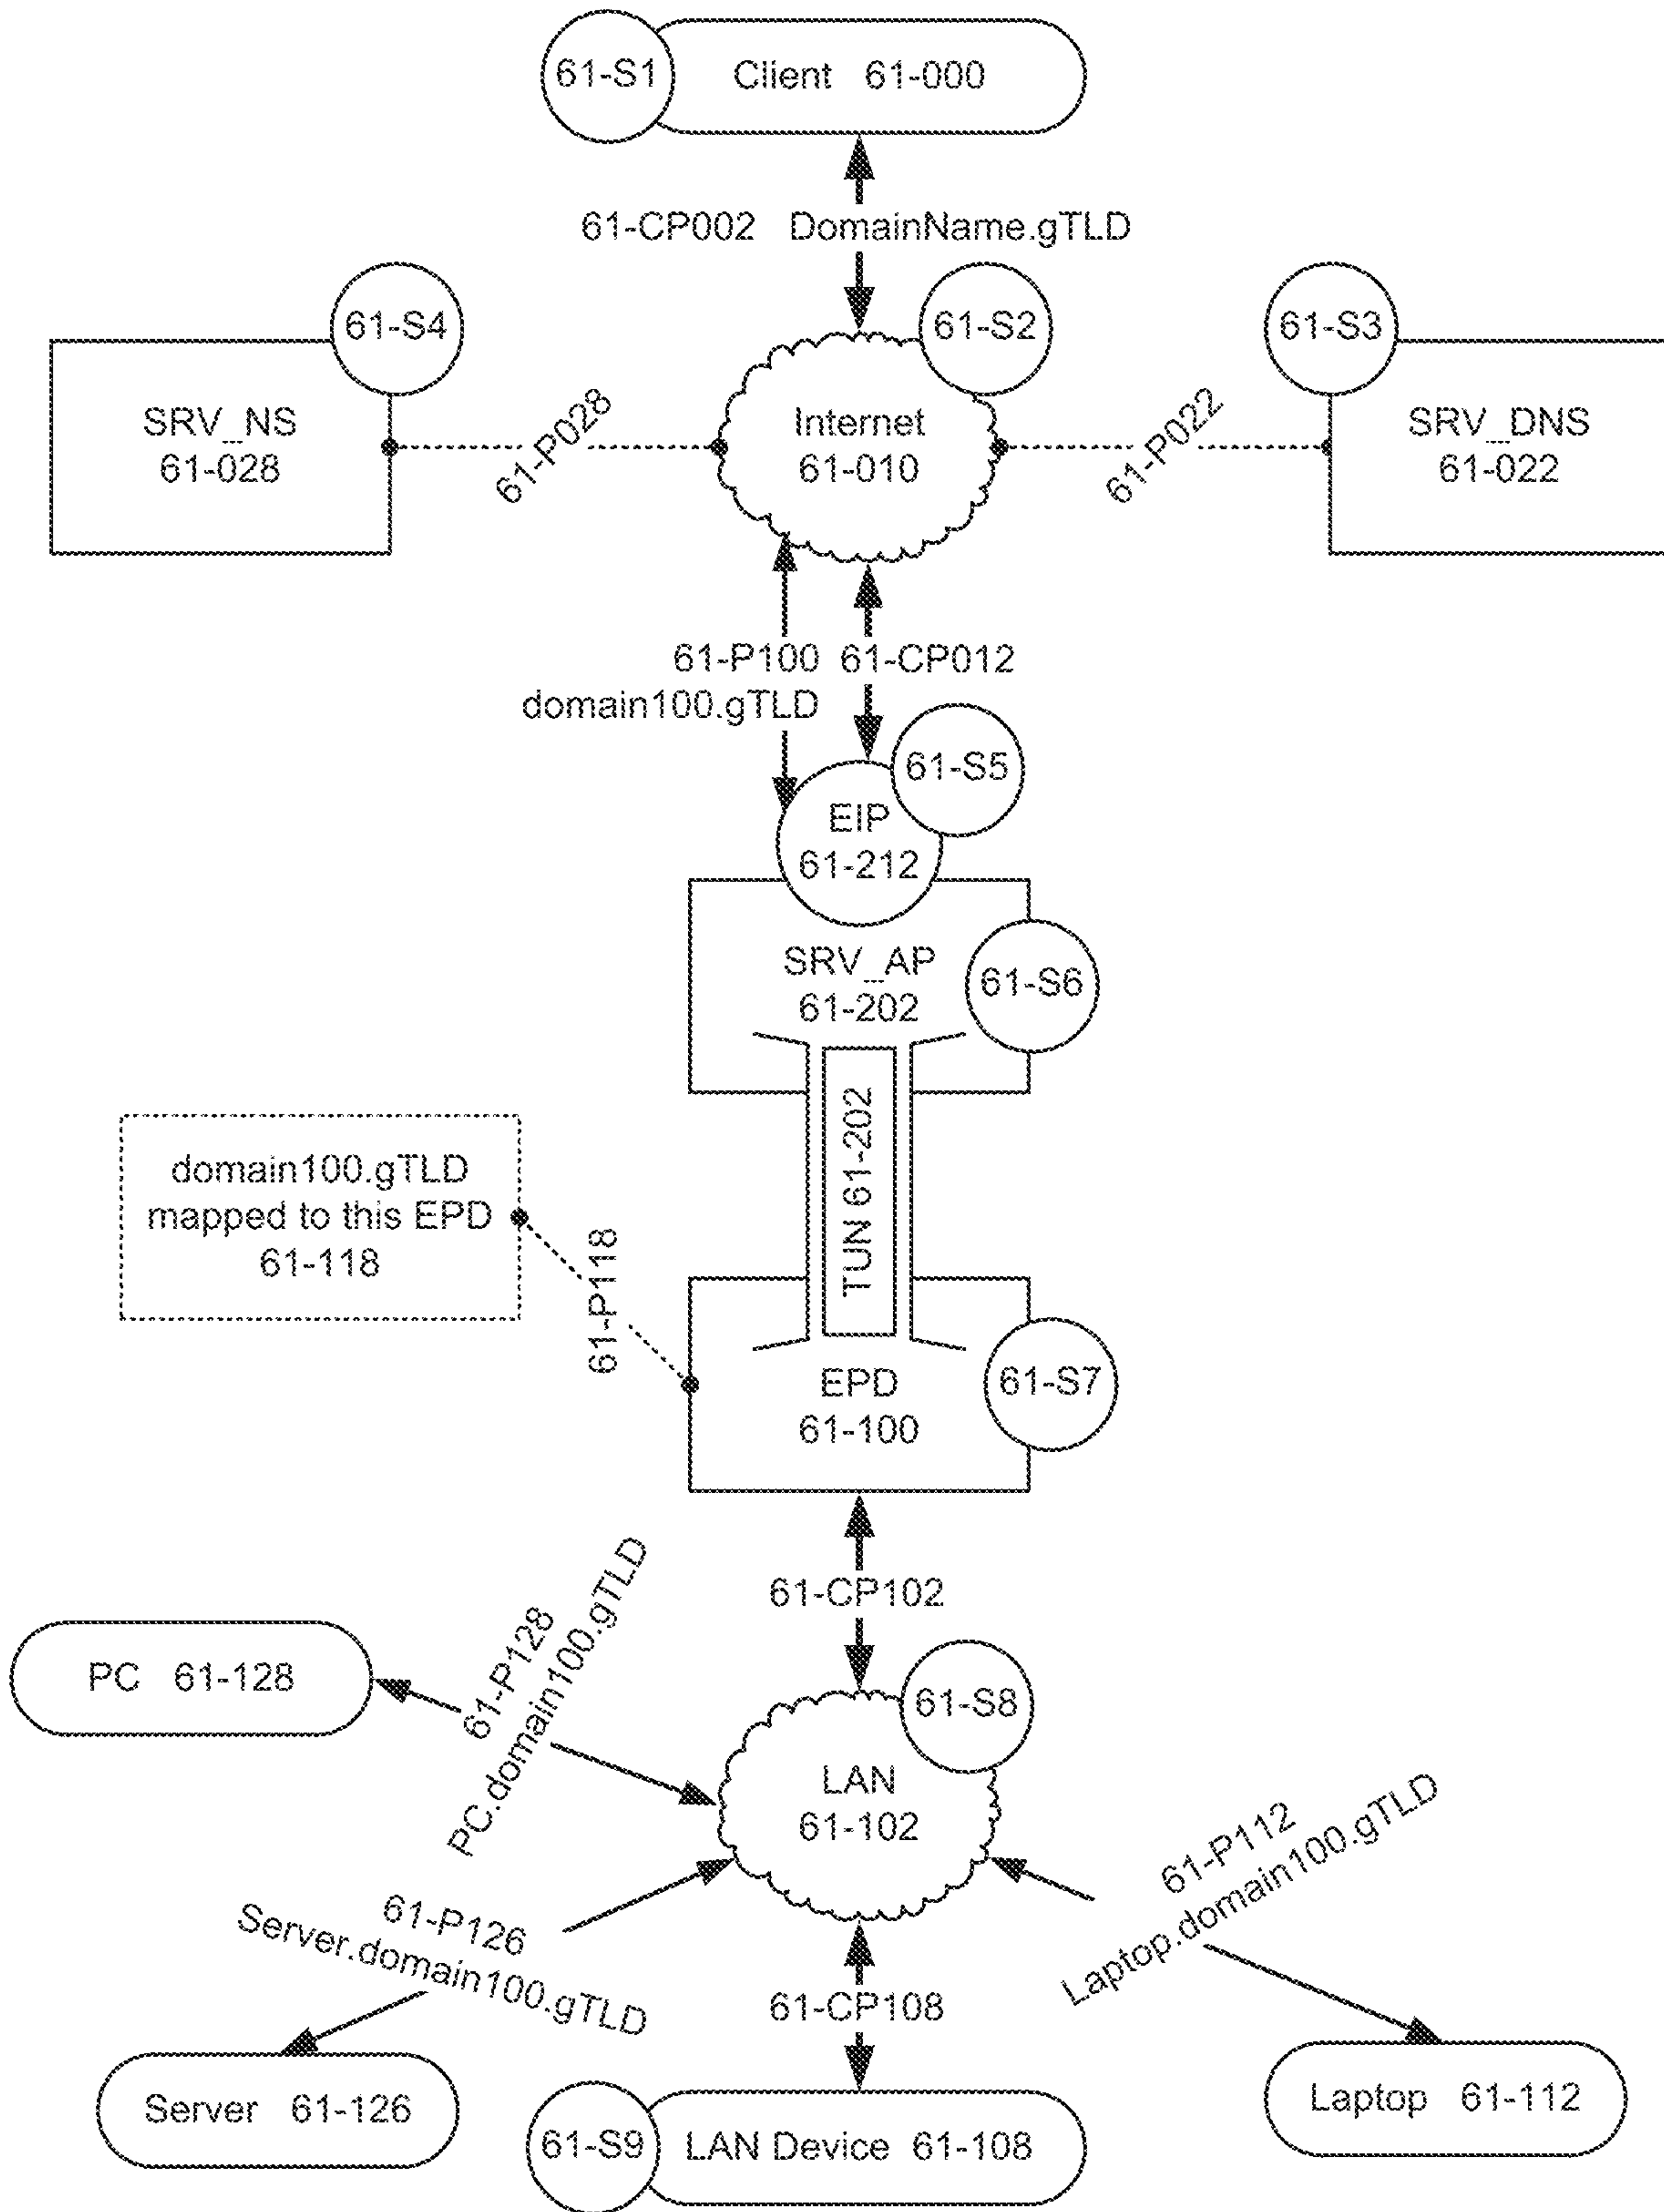 61-S1
Client 61-000
61-CP002 DomainName.gTLD
61-S4
61-S2
61-S3
SRV_NS
61-028
61-P028
Internet
61-010
61-P022
SRV_DNS
61-022
61-P100
domain100.gTLD
61-CP012
61-S5
EIP
61-212
SRV_AP
61-202
61-S6
TUN 61-202
domain100.gTLD
mapped to this EPD
61-118
61-P118
EPD
61-100
61-S7
61-CP102
PC 61-128
61-P128
PC.domain100.gTLD
61-S8
LAN
61-102
61-P112
Laptop.domain100.gTLD
61-P126
Server.domain100.gTLD
61-CP108
Server 61-126
61-S9
LAN Device 61-108
Laptop 61-112